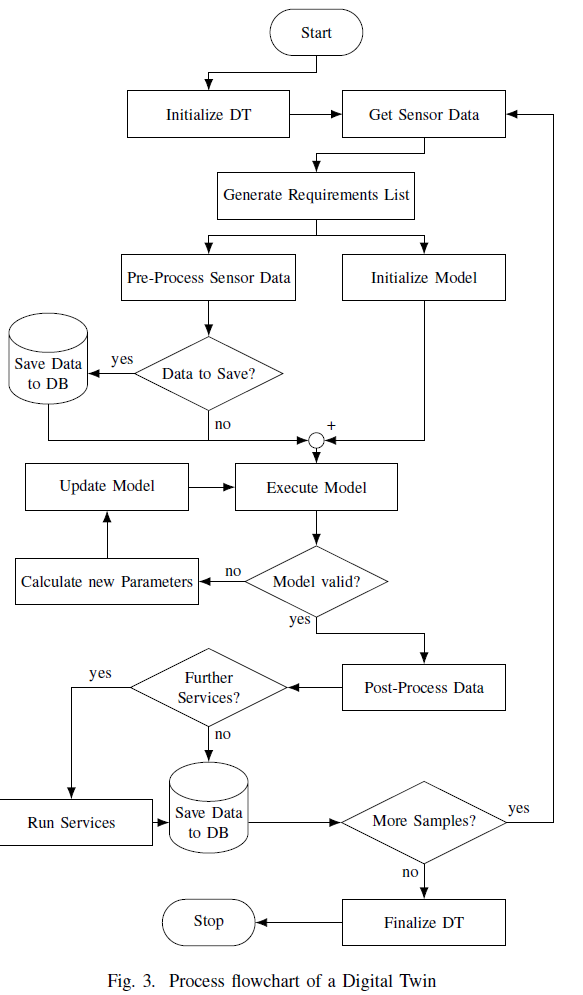 Start
Initialize DT
Get Sensor Data
Generate Requirements List
Pre-Process Sensor Data
Initialize Model
Save Data
to DB
yes
Data to Save?
no
+
Update Model
Execute Model
Calculate new Parameters
no
Model valid?
yes
Further
Services?
yes
Post-Process Data
no
Run Services
Save Data
to DB
More Samples?
yes
no
Stop
Finalize DT
Fig. 3. Process flowchart of a Digital Twin